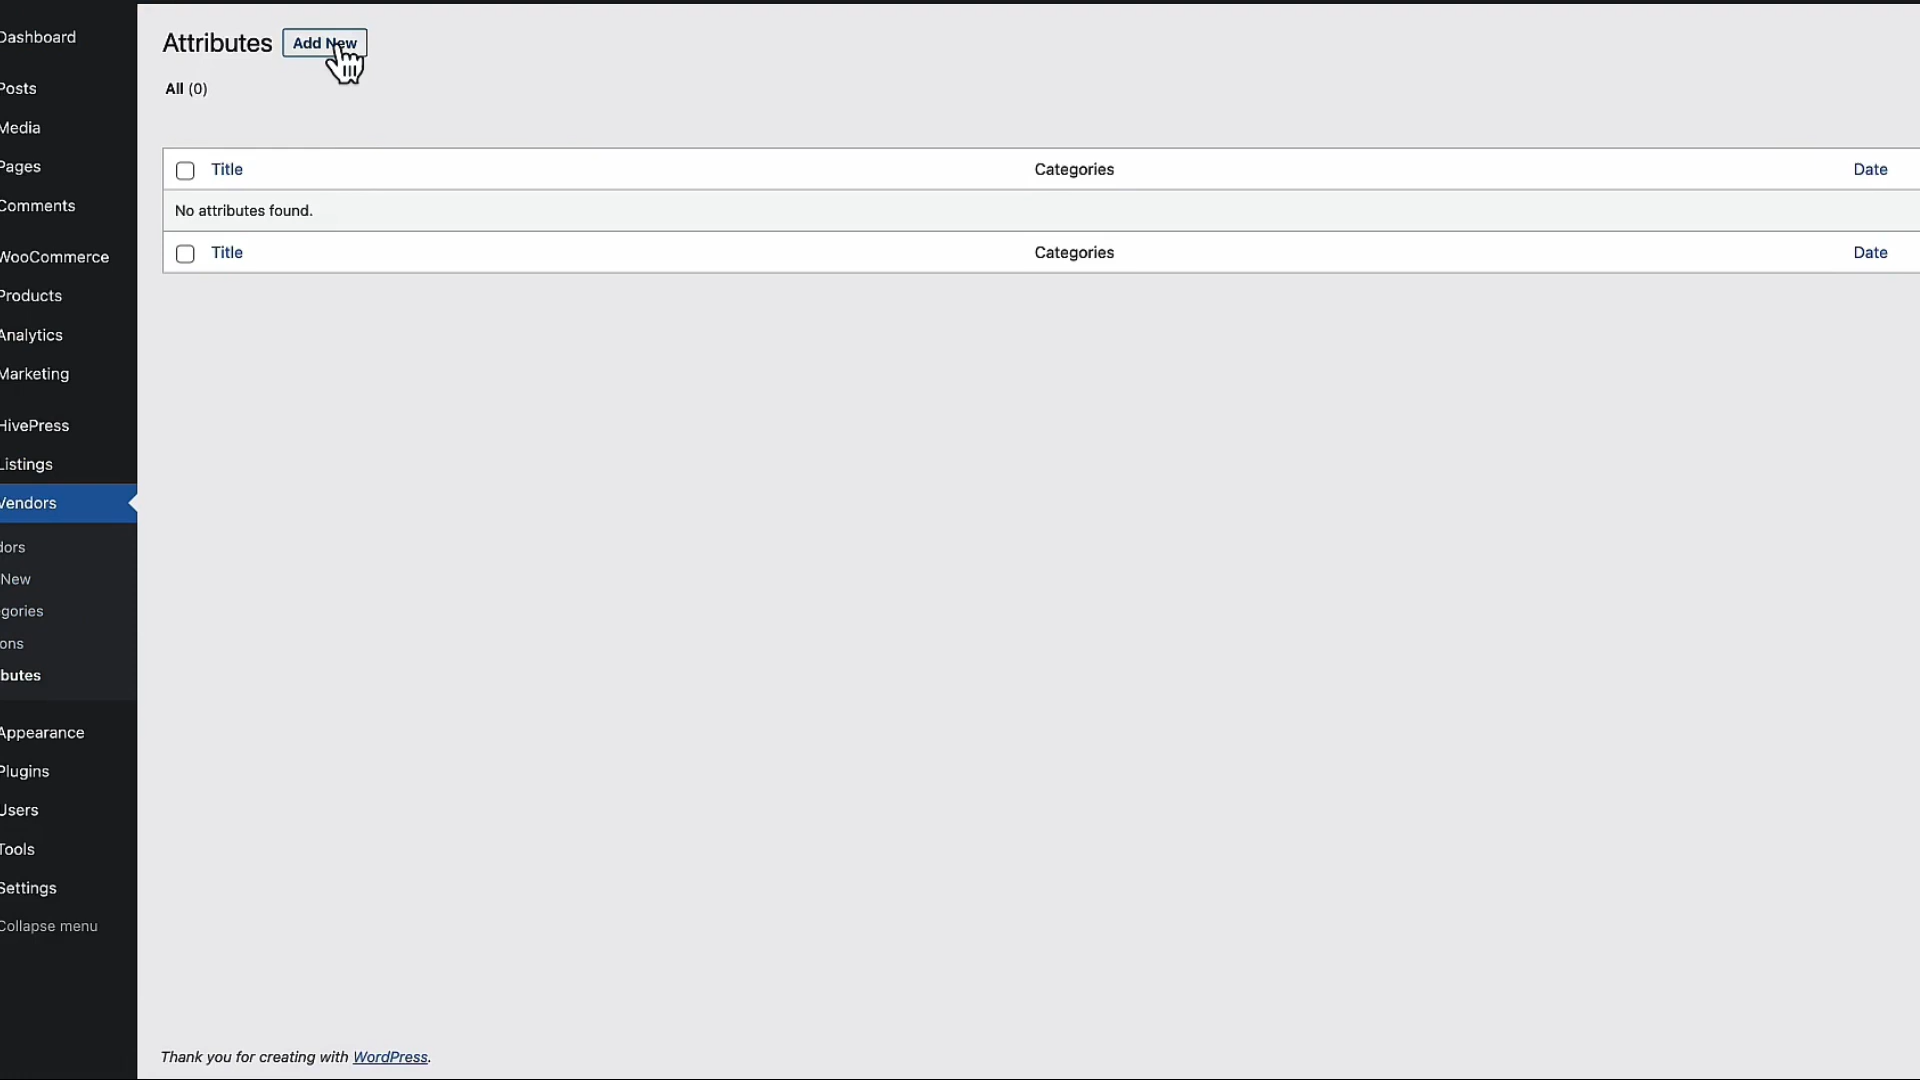 Dashboard
Posts
Media
Pages
Comments
WooCommerce
Products
Analytics
Marketing
HivePress
Listings
Vendors
dors
New
gories
ons
butes
Appearance
Plugins
Users
Tools
Settings
Collapse menu
Attributes Add New
All (0)
Title Categories Date
No attributes found.
Title Categories Date
Thank you for creating with WordPress.